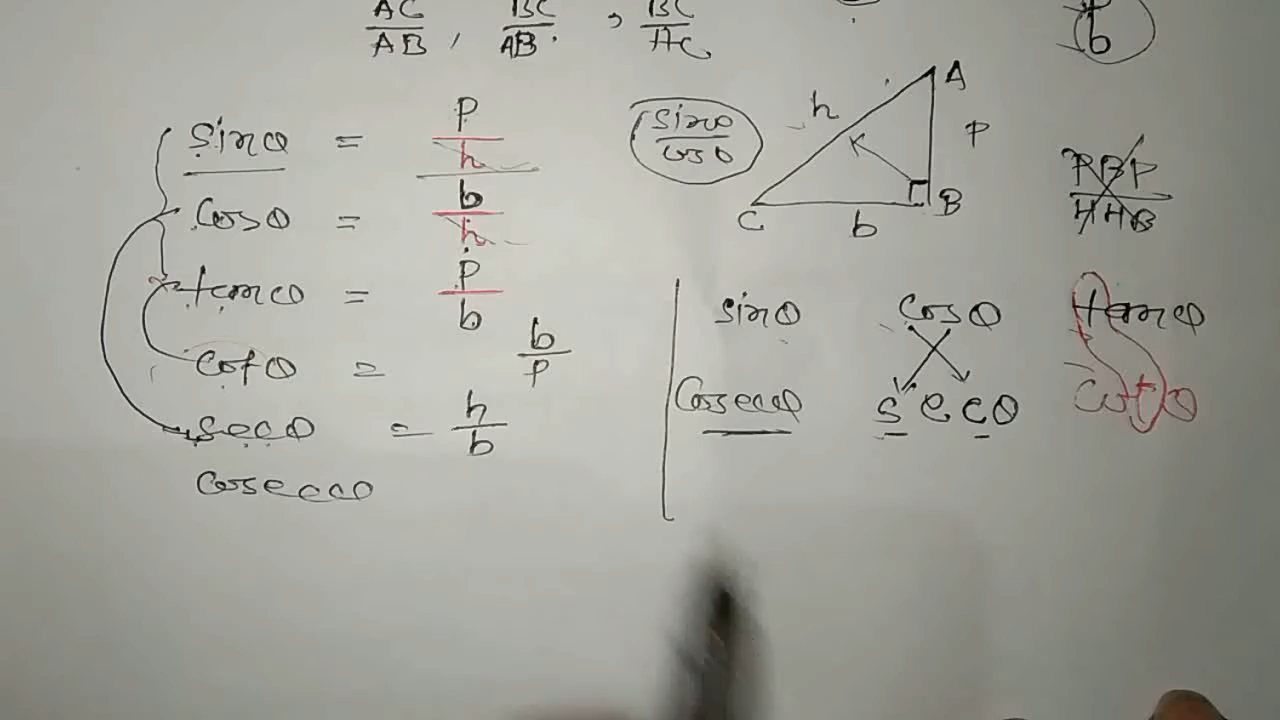 AC/AB , BC/AB . , BC/AC
b
sinθ = p/h
cosθ = b/h
tanθ = p/b
cotθ = b/p
secθ = h/b
cosecθ
sinθ/cosθ
A
h
K
P
C
b
B
PBP
HHB
sinθ cosθ tanθ
cosecθ secθ cotθ